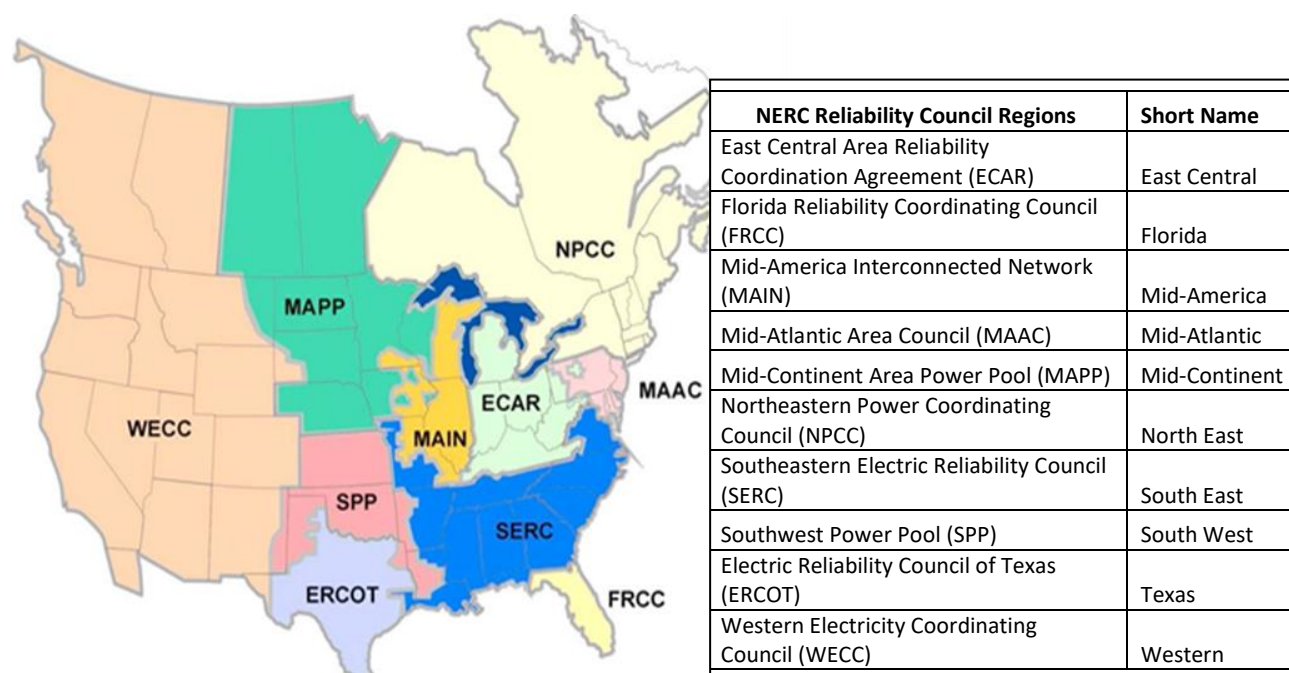 NPCC
MAPP
MAAC
ECAR
WECC
MAIN
SPP
SERC
ERCOT
FRCC
NERC Reliability Council Regions Short Name
East Central Area Reliability
Coordination Agreement (ECAR) East Central
Florida Reliability Coordinating Council
(FRCC) Florida
Mid-America Interconnected Network
(MAIN) Mid-America
Mid-Atlantic Area Council (MAAC) Mid-Atlantic
Mid-Continent Area Power Pool (MAPP) Mid-Continent
Northeastern Power Coordinating
Council (NPCC) North East
Southeastern Electric Reliability Council
(SERC) South East
Southwest Power Pool (SPP) South West
Electric Reliability Council of Texas
(ERCOT) Texas
Western Electricity Coordinating
Council (WECC) Western